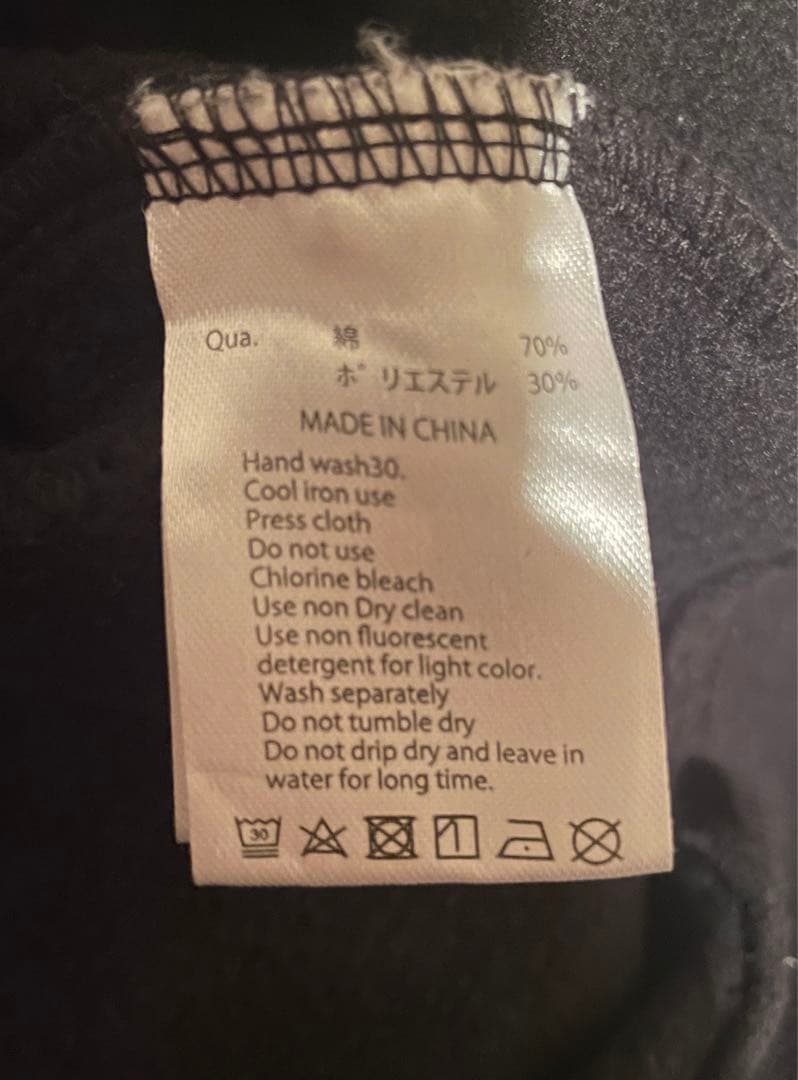 Qua. 綿 70%
ポリエステル 30%
MADE IN CHINA
Hand wash30.
Cool iron use
Press cloth
Do not use
Chlorine bleach
Use non Dry clean
Use non fluorescent
detergent for light color.
Wash separately
Do not tumble dry
Do not drip dry and leave in
water for long time.
30